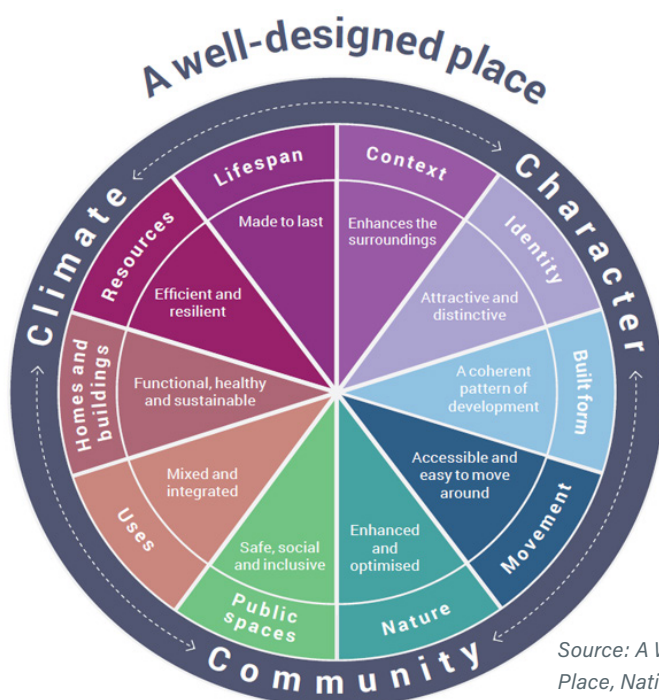 A well-designed place
Climate
Character
Community
Context
Enhances the
surroundings
Identity
Attractive and
distinctive
Built form
A coherent
pattern of
development
Movement
Accessible and
easy to move
around
Nature
Enhanced
and
optimised
Public
spaces
Safe, social
and inclusive
Uses
Mixed and
integrated
Homes and
buildings
Functional, healthy
and sustainable
Resources
Efficient and
resilient
Lifespan
Made to last
Source: A
Place,